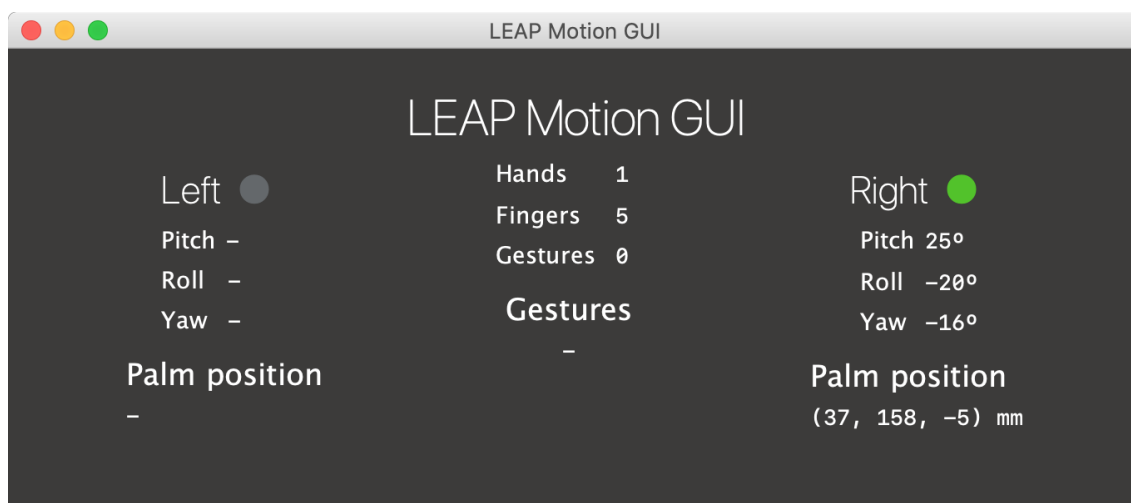 LEAP Motion GUI
LEAP Motion GUI
Left
Pitch –
Roll –
Yaw –
Palm position
–
Hands 1
Fingers 5
Gestures 0
Gestures
–
Right
Pitch 25º
Roll –20º
Yaw –16º
Palm position
(37, 158, –5) mm